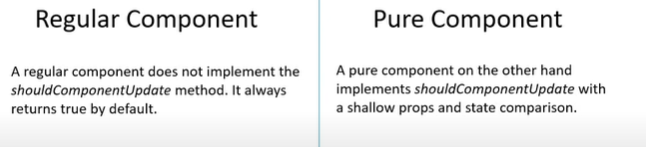 Regular Component
A regular component does not implement the
shouldComponentUpdate method. It always
returns true by default.
Pure Component
A pure component on the other hand
implements shouldComponentUpdate with
a shallow props and state comparison.